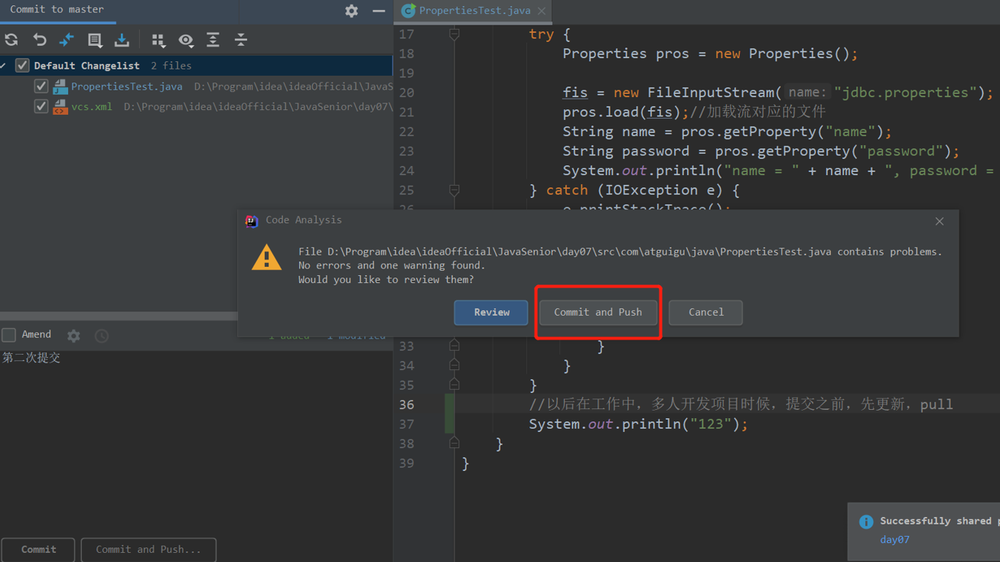 Commit to master
PropertiesTest.java
Default Changelist 2 files
PropertiesTest.java D:\Program\idea\ideaOfficial\JavaS
vcs.xml D:\Program\idea\ideaOfficial\JavaSenior\day07\
17 try {
18 Properties pros = new Properties();
19
20 fis = new FileInputStream( name: "jdbc.properties");
21 pros.load(fis);//加载流对应的文件
22 String name = pros.getProperty("name");
23 String password = pros.getProperty("password");
24 System.out.println("name = " + name + ", password =
25 } catch (IOException e) {
26 e.printStackTrace();
Code Analysis
File D:\Program\idea\ideaOfficial\JavaSenior\day07\src\com\atguigu\java\PropertiesTest.java contains problems.
No errors and one warning found.
Would you like to review them?
Review
Commit and Push
Cancel
Amend
1 added 1 modified
第二次提交
33 }
34 }
35 }
36 //以后在工作中，多人开发项目时候，提交之前，先更新，pull
37 System.out.println("123");
38 }
39 }
Successfully shared p
day07
Commit
Commit and Push...